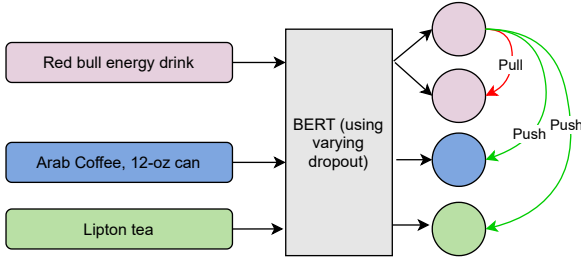 Red bull energy drink
Arab Coffee, 12-oz can
Lipton tea
BERT (using
varying
dropout)
Pull
Push
Push